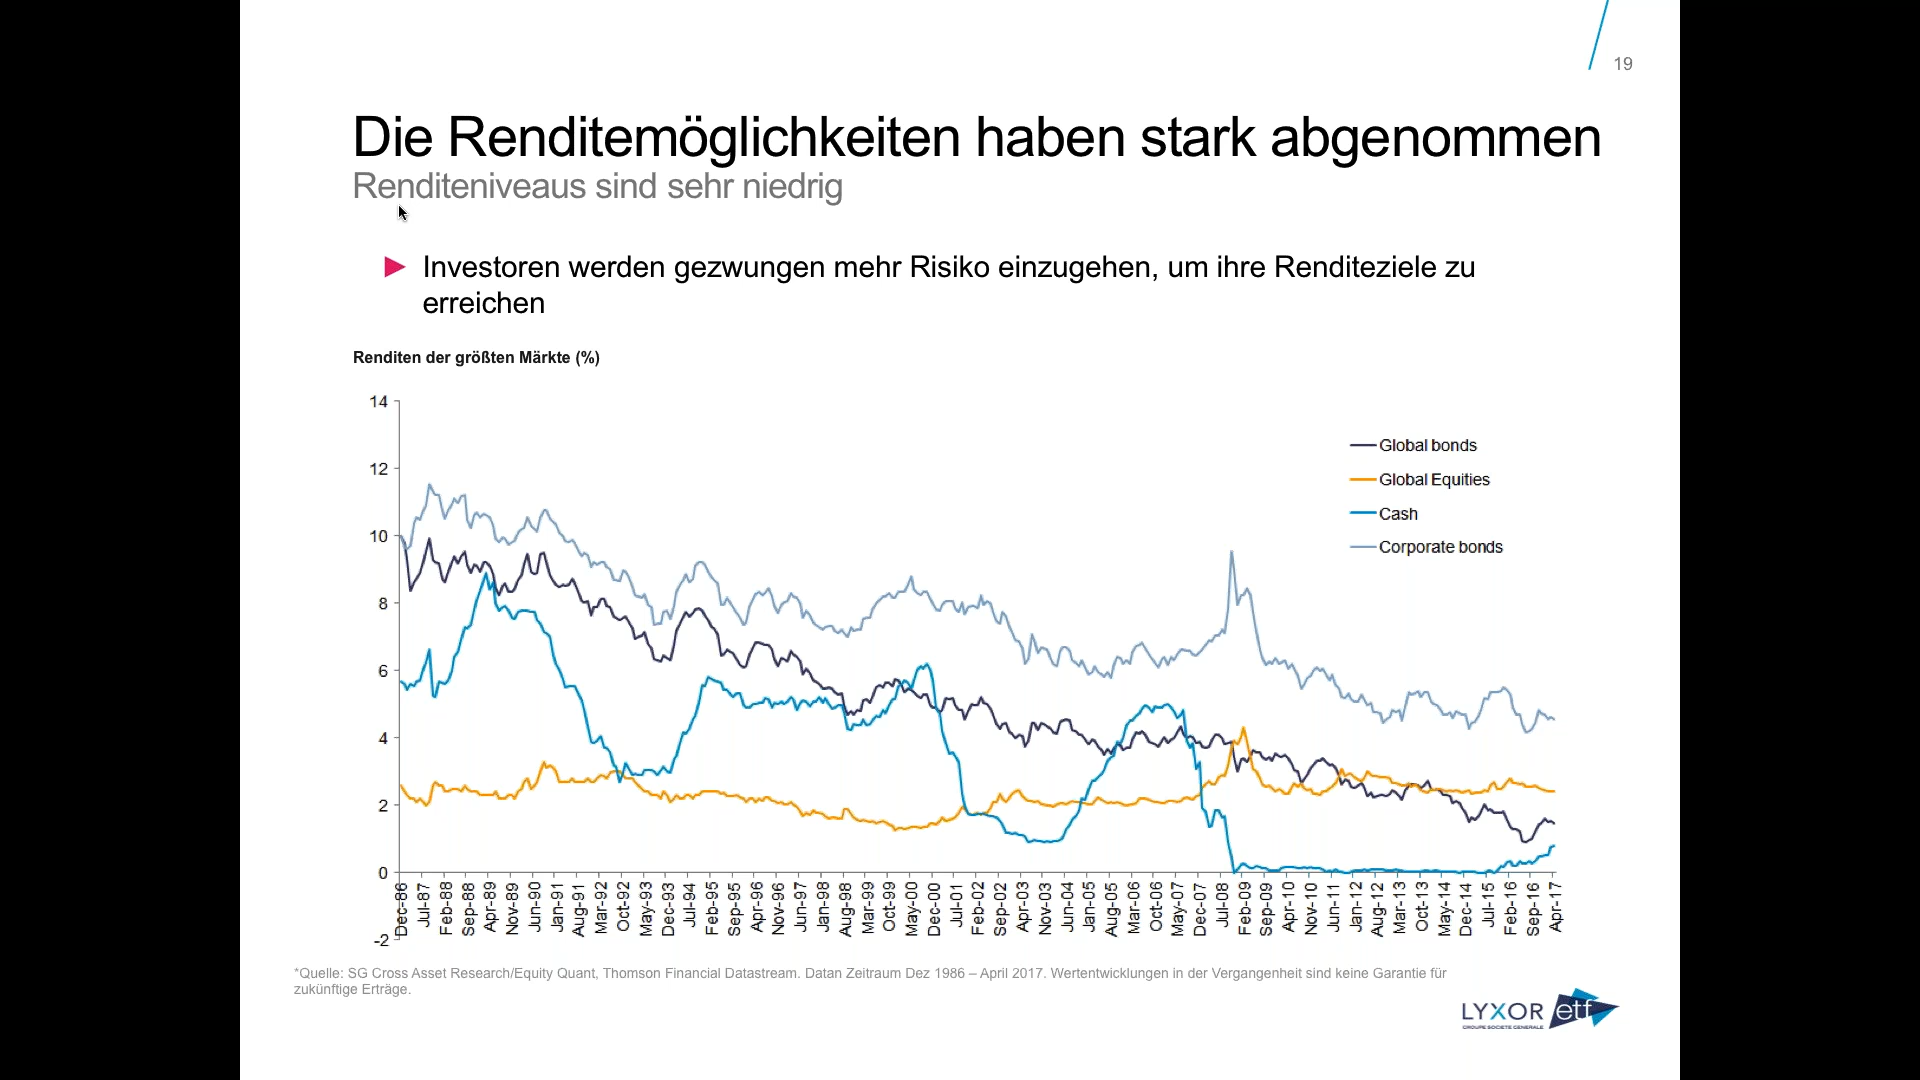 19
Die Renditemöglichkeiten haben stark abgenommen
Renditeniveaus sind sehr niedrig
Investoren werden gezwungen mehr Risiko einzugehen, um ihre Renditeziele zu
erreichen
Renditen der größten Märkte (%)
14
12
10
8
6
4
2
0
-2
Global bonds
Global Equities
Cash
Corporate bonds
Dec-86
Jul-87
Feb-88
Sep-88
Apr-89
Nov-89
Jun-90
Jan-91
Aug-91
Mar-92
Oct-92
May-93
Dec-93
Jul-94
Feb-95
Sep-95
Apr-96
Nov-96
Jun-97
Jan-98
Aug-98
Mar-99
Oct-99
May-00
Dec-00
Jul-01
Feb-02
Sep-02
Apr-03
Nov-03
Jun-04
Jan-05
Aug-05
Mar-06
Oct-06
May-07
Dec-07
Jul-08
Feb-09
Sep-09
Apr-10
Nov-10
Jun-11
Jan-12
Aug-12
Mar-13
Oct-13
May-14
Dec-14
Jul-15
Feb-16
Sep-16
Apr-17
*Quelle: SG Cross Asset Research/Equity Quant, Thomson Financial Datastream. Datan Zeitraum Dez 1986 – April 2017. Wertentwicklungen in der Vergangenheit sind keine Garantie für
zukünftige Erträge.
LYXOR etf
GROUPE SOCIETE GENERALE